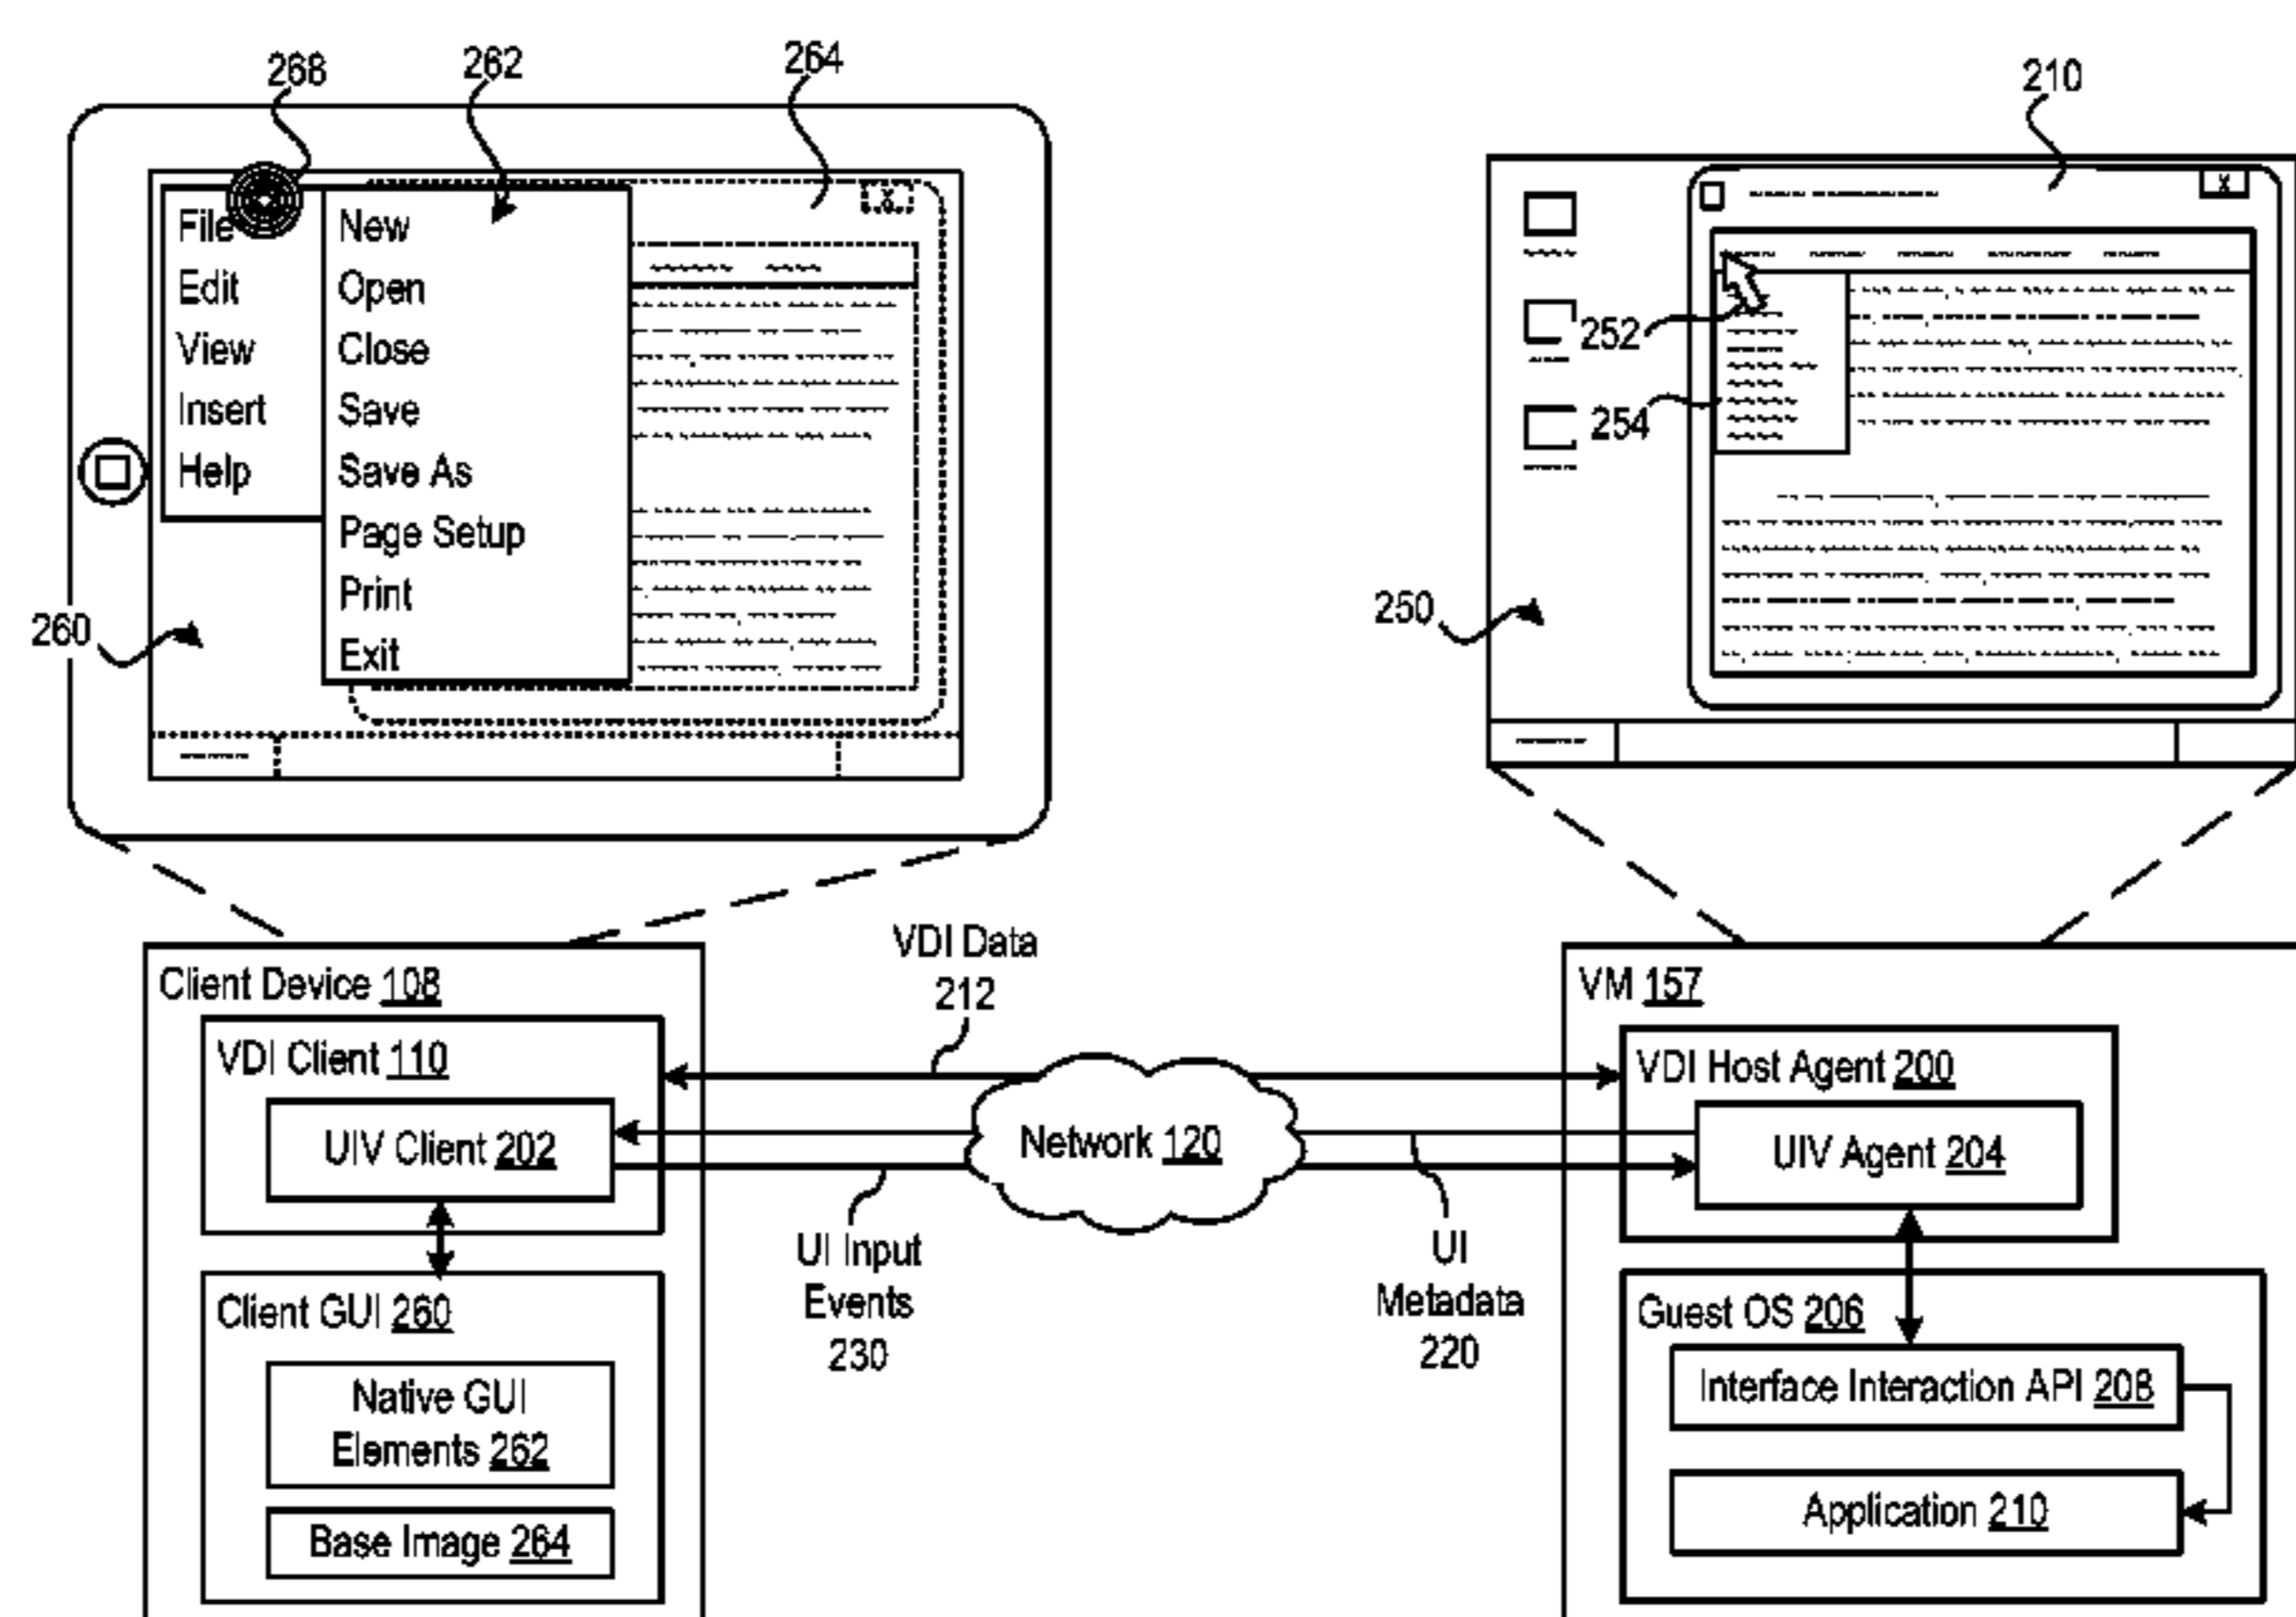 268
262
264
210
File
Edit
View
Insert
Help
New
Open
Close
Save
Save As
Page Setup
Print
Exit
X
260
X
252
254
250
Client Device 108
VDI Client 110
UIV Client 202
Client GUI 260
Native GUI
Elements 262
Base Image 264
VDI Data
212
Network 120
UI Input
Events
230
UI
Metadata
220
VM 157
VDI Host Agent 200
UIV Agent 204
Guest OS 206
Interface Interaction API 208
Application 210